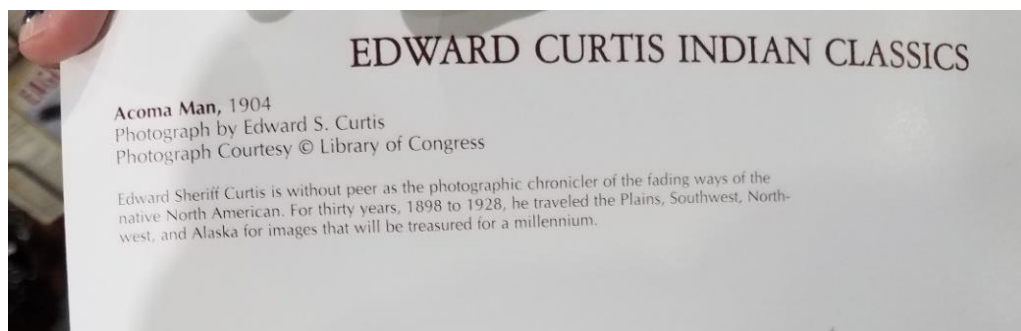 EDWARD CURTIS INDIAN CLASSICS
Acoma Man, 1904
Photograph by Edward S. Curtis
Photograph Courtesy © Library of Congress
Edward Sheriff Curtis is without peer as the photographic chronicler of the fading ways of the
native North American. For thirty years, 1898 to 1928, he traveled the Plains, Southwest, North-
west, and Alaska for images that will be treasured for a millennium.